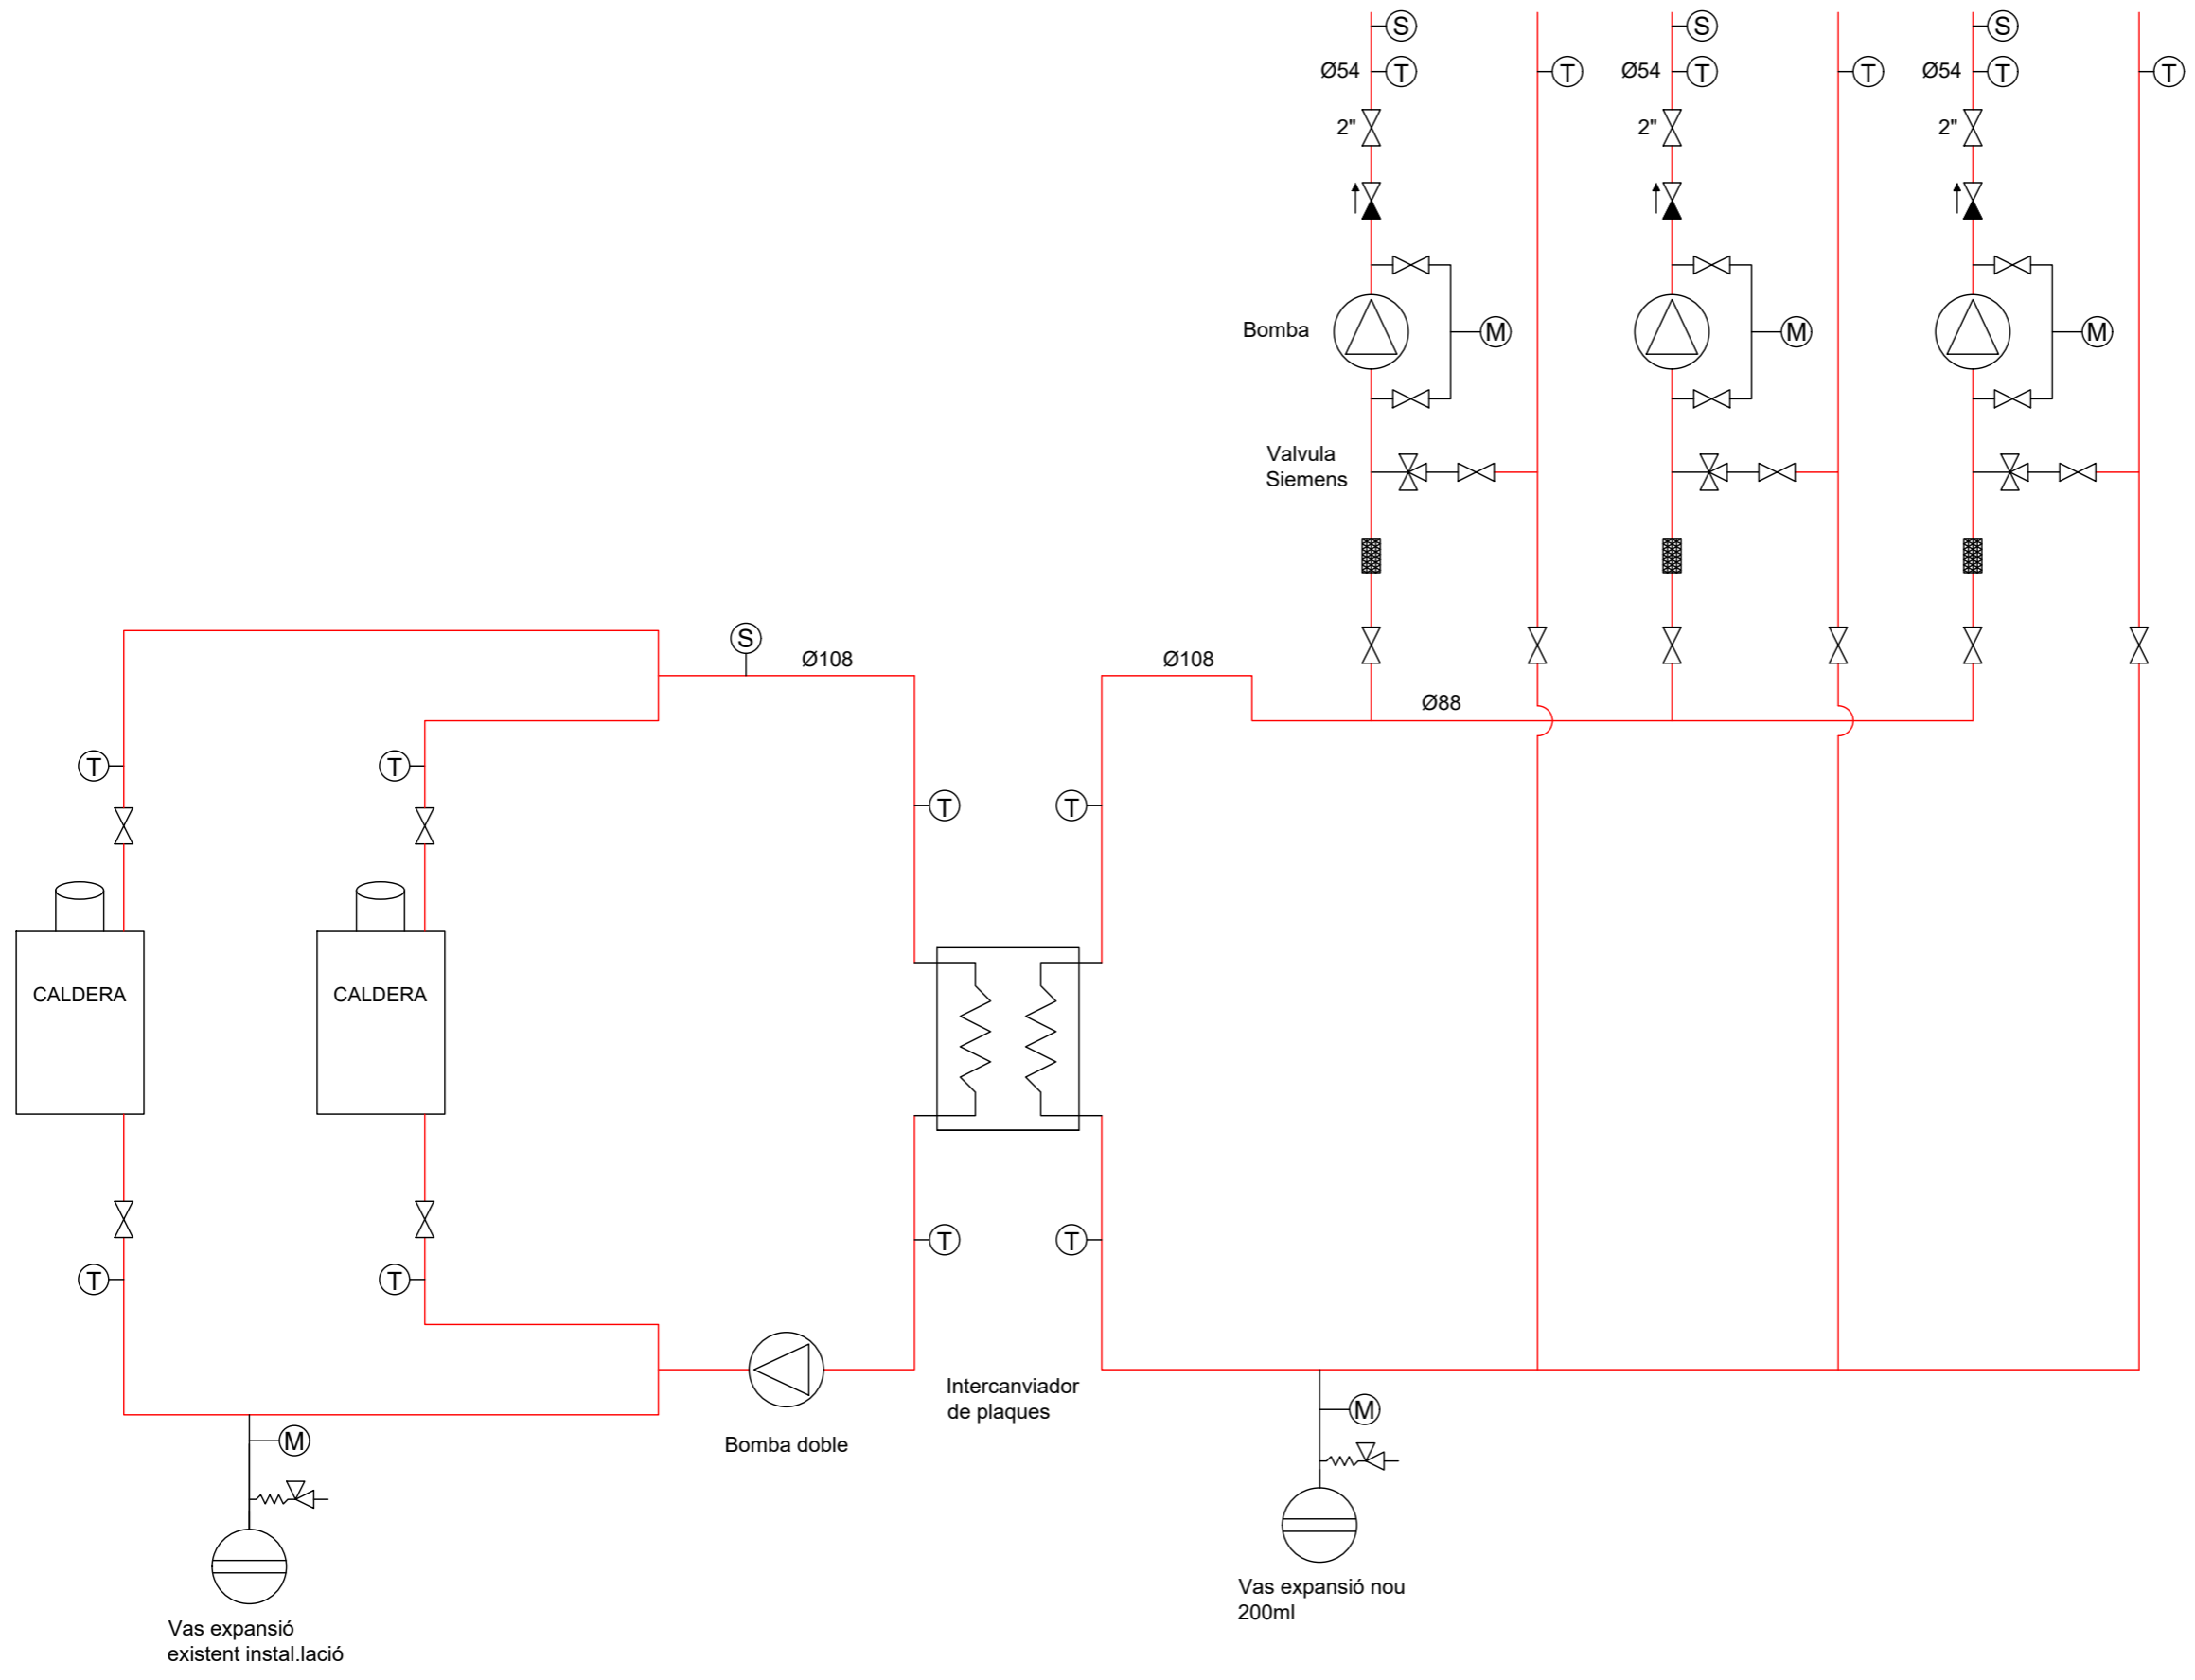 S S S
Ø54 T T Ø54 T T Ø54 T T
2" 2" 2"
Bomba M M M
Valvula
Siemens
S
Ø108 Ø108
Ø88
T T
T T
CALDERA CALDERA
T T
T T
Intercanviador
de plaques
M
Bomba doble
M
Vas expansió nou
200ml
Vas expansió
existent instal.lació